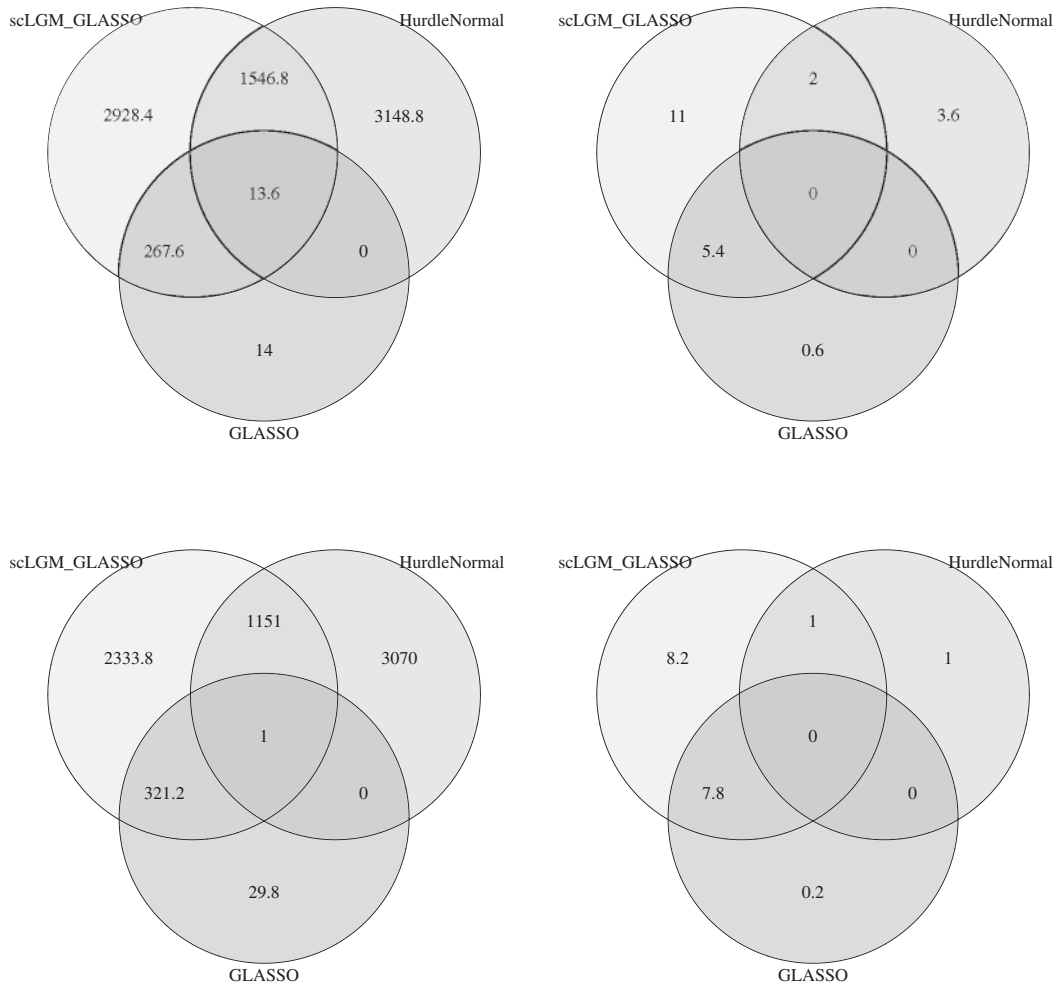 scLGM_GLASSO
HurdleNormal
1546.8
2928.4
3148.8
13.6
267.6
0
14
GLASSO
scLGM_GLASSO
HurdleNormal
2
11
3.6
0
5.4
0
0.6
GLASSO
scLGM_GLASSO
HurdleNormal
1151
2333.8
3070
1
321.2
0
29.8
GLASSO
scLGM_GLASSO
HurdleNormal
1
8.2
1
0
7.8
0
0.2
GLASSO